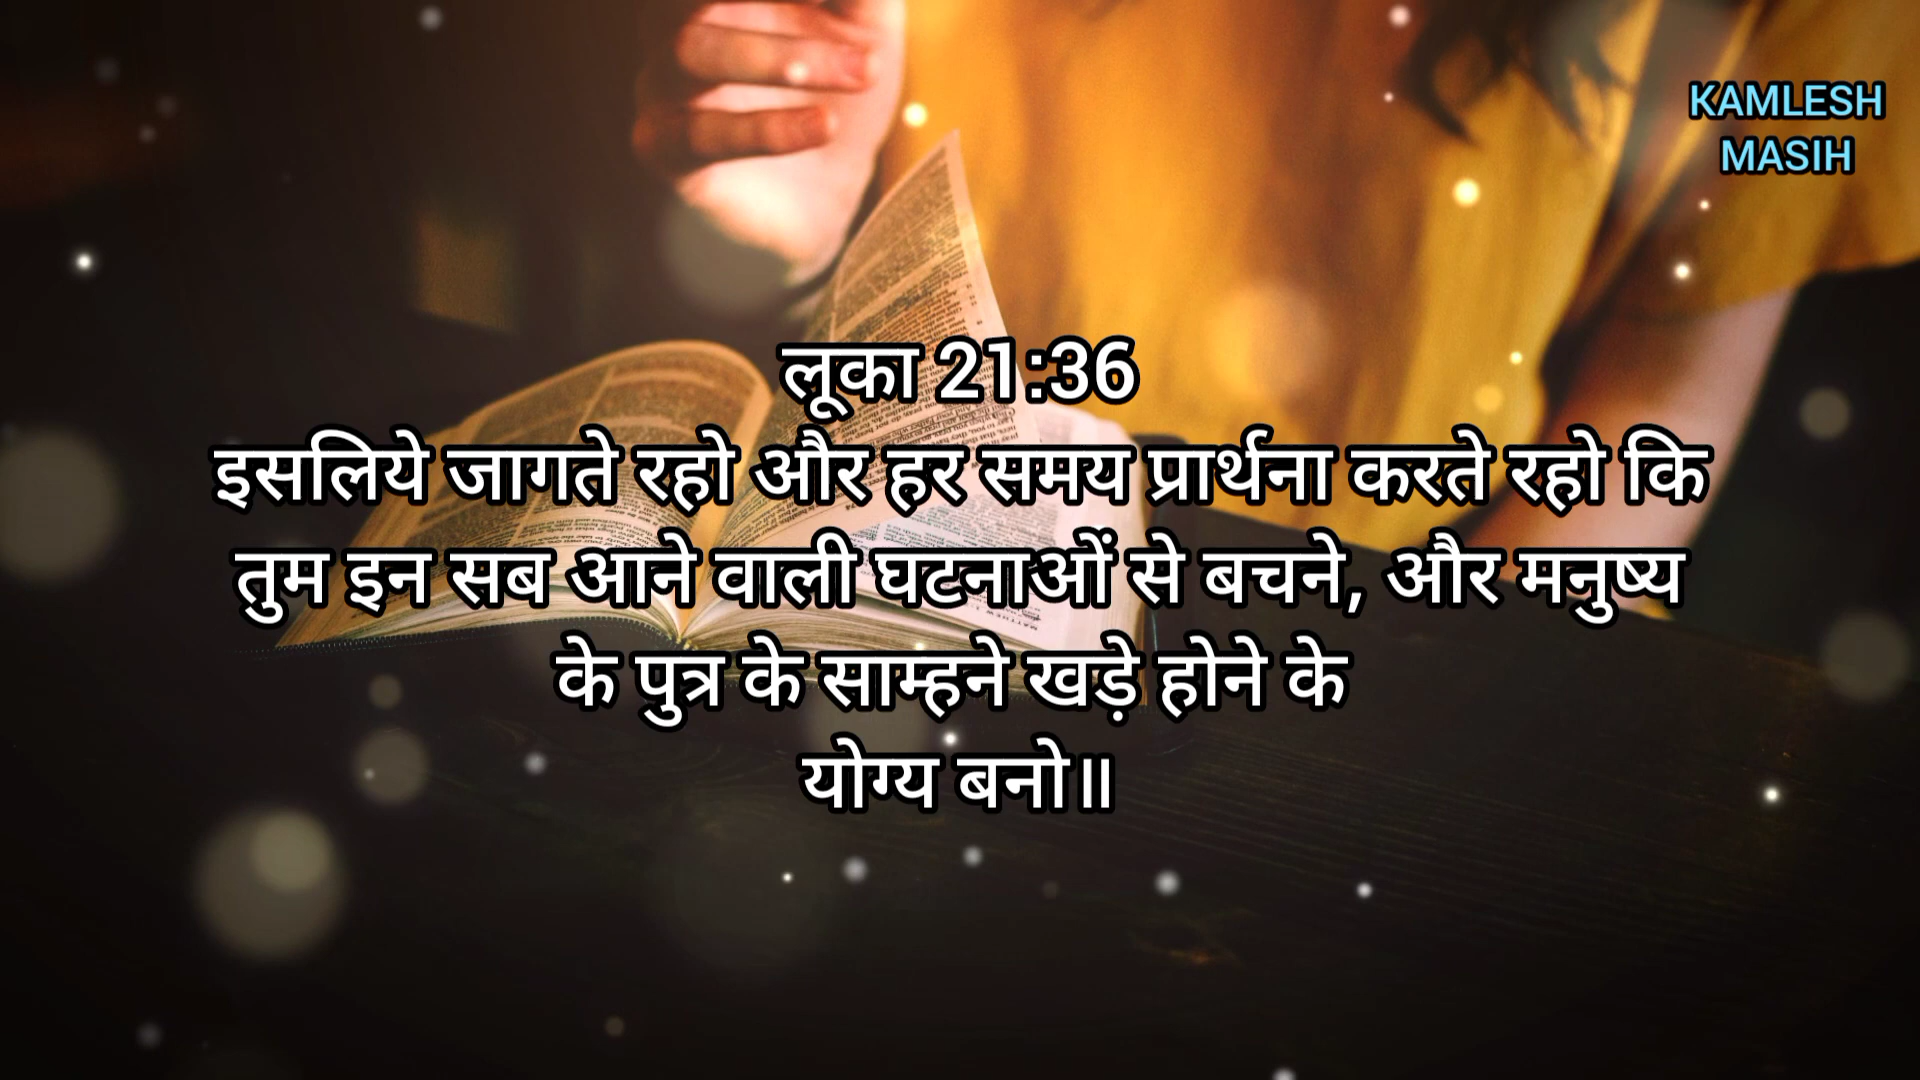 KAMLESH
MASIH
लूका 21:36
इसलिये जागते रहो और हर समय प्रार्थना करते रहो कि
तुम इन सब आने वाली घटनाओं से बचने, और मनुष्य
के पुत्र के साम्हने खड़े होने के
योग्य बनो॥